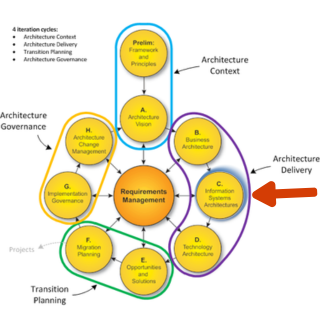 4 iteration cycles:
• Architecture Context
• Architecture Delivery
• Transition Planning
• Architecture Governance
Prelim:
Framework
and
Principles
Architecture
Context
A.
Architecture
Vision
Architecture
Governance
H.
Architecture
Change
Management
B.
Business
Architecture
Architecture
Delivery
G.
Implementation
Governance
Requirements
Management
C.
Information
Systems
Architectures
Projects
F.
Migration
Planning
D.
Technology
Architecture
E.
Opportunities
and
Solutions
Transition
Planning